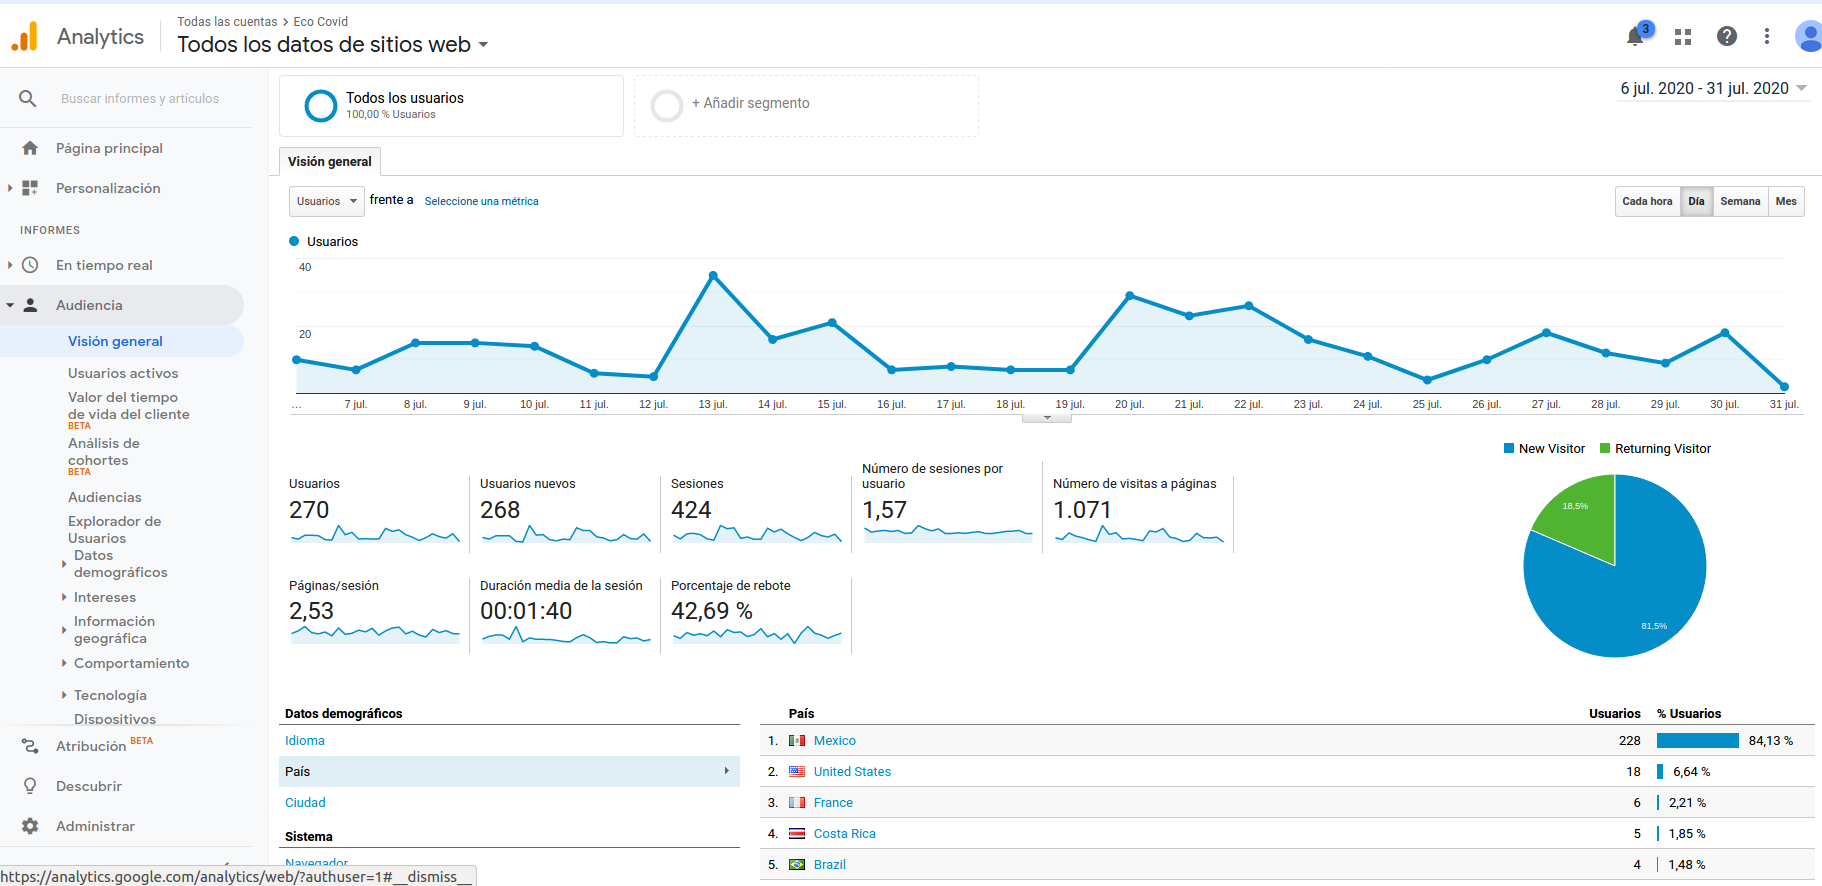 Todas las cuentas > Eco Covid
Analytics
Todos los datos de sitios web
3
Buscar informes y artículos
Todos los usuarios
100,00 % Usuarios
+ Añadir segmento
6 jul. 2020 - 31 jul. 2020
Página principal
Personalización
INFORMES
En tiempo real
Audiencia
Visión general
Usuarios activos
Valor del tiempo
de vida del cliente
BETA
Análisis de
cohortes
BETA
Audiencias
Explorador de
Usuarios
Datos
demográficos
Intereses
Información
geográfica
Comportamiento
Tecnología
Dispositivos
Atribución BETA
Descubrir
Administrar
Visión general
Usuarios frente a Seleccione una métrica
Cada hora Día Semana Mes
Usuarios
40
20
... 7 jul. 8 jul. 9 jul. 10 jul. 11 jul. 12 jul. 13 jul. 14 jul. 15 jul. 16 jul. 17 jul. 18 jul. 19 jul. 20 jul. 21 jul. 22 jul. 23 jul. 24 jul. 25 jul. 26 jul. 27 jul. 28 jul. 29 jul. 30 jul. 31 jul.
Usuarios
270
Usuarios nuevos
268
Sesiones
424
Número de sesiones por
usuario
1,57
Número de visitas a páginas
1.071
Páginas/sesión
2,53
Duración media de la sesión
00:01:40
Porcentaje de rebote
42,69 %
New Visitor Returning Visitor
18,5%
81,5%
Datos demográficos
Idioma
País
Ciudad
Sistema
Navegador
País Usuarios % Usuarios
1. Mexico 228 84,13 %
2. United States 18 6,64 %
3. France 6 2,21 %
4. Costa Rica 5 1,85 %
5. Brazil 4 1,48 %
https://analytics.google.com/analytics/web/?authuser=1#__dismiss__